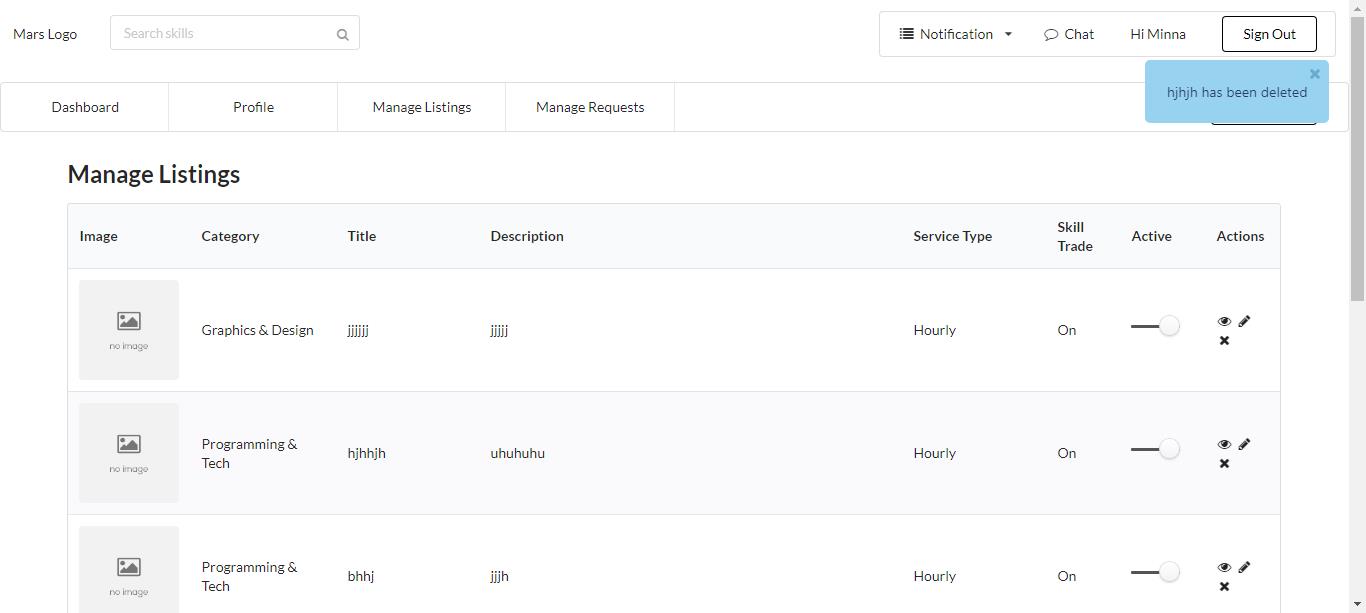 Mars Logo
Search skills
Notification
Chat
Hi Minna
Sign Out
hjhjh has been deleted
Dashboard
Profile
Manage Listings
Manage Requests
Manage Listings
Image
Category
Title
Description
Service Type
Skill
Trade
Active
Actions
no image
Graphics & Design
jjjjjj
jjjjj
Hourly
On
no image
Programming &
Tech
hjhhjh
uhuhuhu
Hourly
On
no image
Programming &
Tech
bhhj
jjjh
Hourly
On